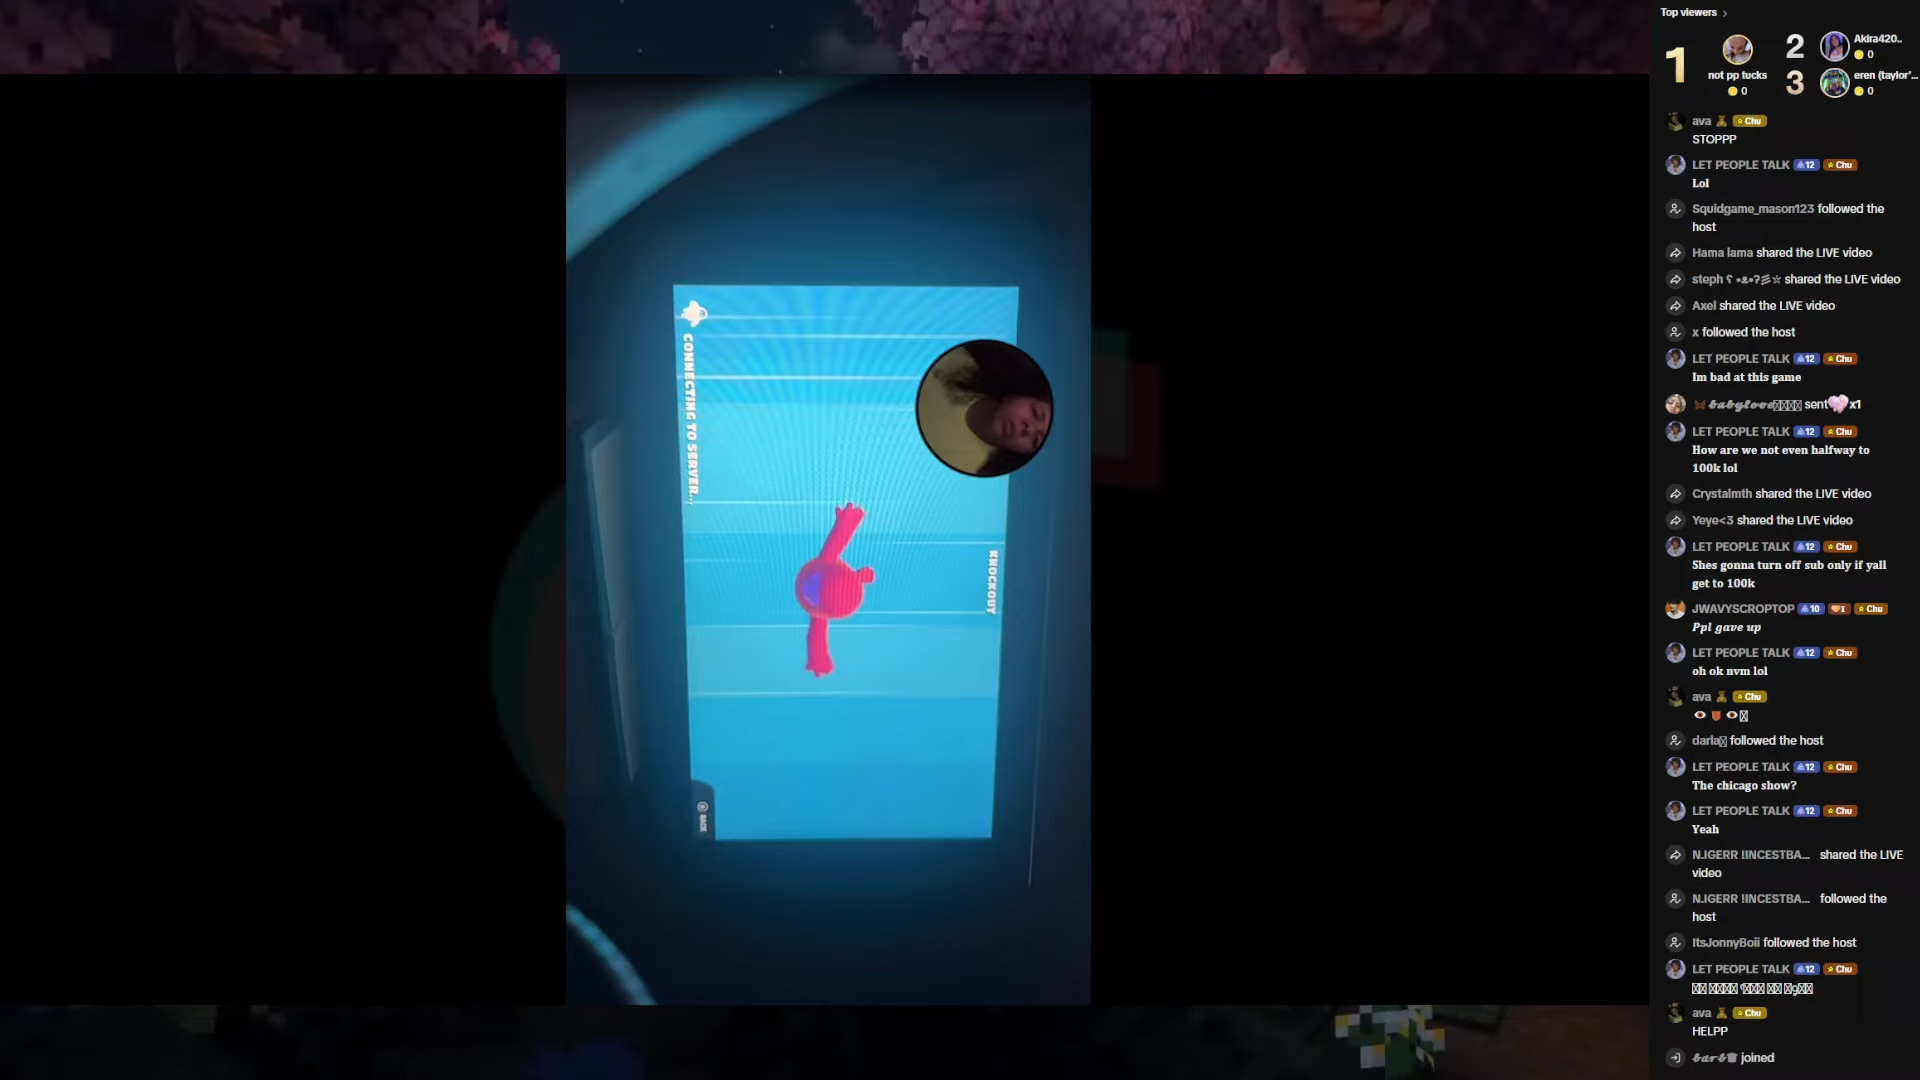 Top viewers
1
not pp tucks
0
2
Akira420..
0
3
eren (taylor'...
0
CONNECTING TO SERVER...
KNOCKOUT
BACK
ava Chu
STOPPP
LET PEOPLE TALK 12 Chu
Lol
Squidgame_mason123 followed the
host
Hama lama shared the LIVE video
steph shared the LIVE video
Axel shared the LIVE video
x followed the host
LET PEOPLE TALK 12 Chu
Im bad at this game
𝓫𝓪𝓫𝔂𝓵𝓸𝓿𝓮 sent x1
LET PEOPLE TALK 12 Chu
How are we not even halfway to
100k lol
Crystalmth shared the LIVE video
Yeye<3 shared the LIVE video
LET PEOPLE TALK 12 Chu
Shes gonna turn off sub only if yall
get to 100k
JWAVYSCROPTOP 10 I Chu
Ppl gave up
LET PEOPLE TALK 12 Chu
oh ok nvm lol
ava Chu
darla followed the host
LET PEOPLE TALK 12 Chu
The chicago show?
LET PEOPLE TALK 12 Chu
Yeah
N.IGERR !INCESTBA... shared the LIVE
video
N.IGERR !INCESTBA... followed the
host
ItsJonnyBoii followed the host
LET PEOPLE TALK 12 Chu
ava Chu
HELPP
𝓫𝓪𝓻𝓫 joined